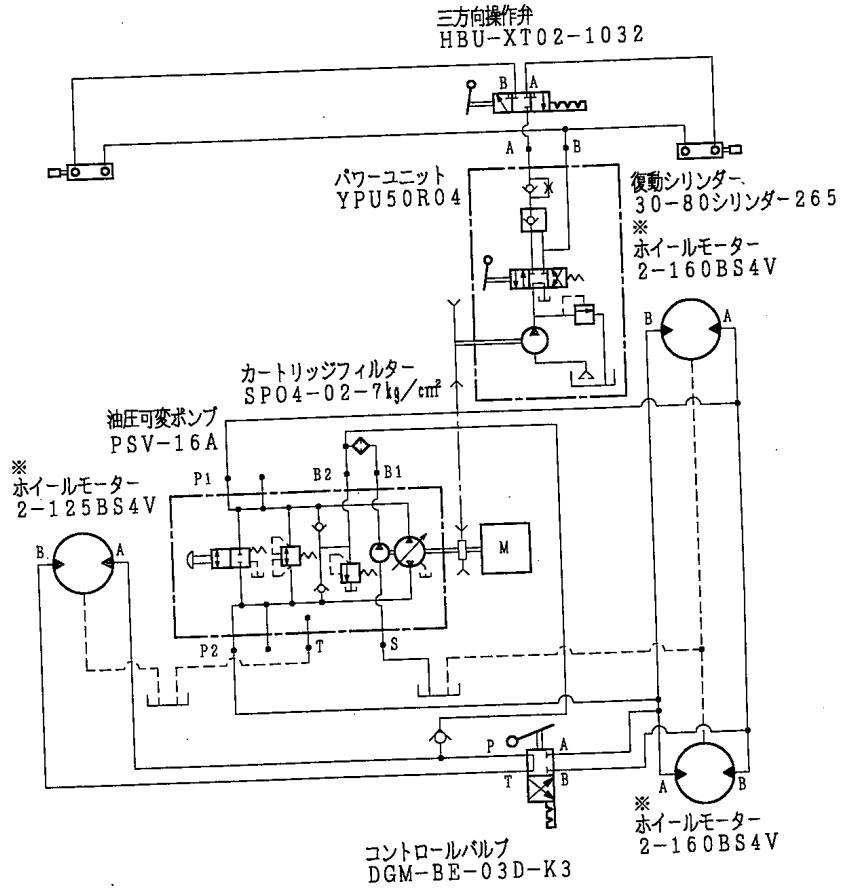 三方向操作弁
HBU-XT02-1032
B A
A B
パワーユニット
YPU50R04
復動シリンダー
30-80シリンダー265
※
ホイールモーター
2-160BS4V
B A
カートリッジフィルター
SP04-02-7kg/cm²
油圧可変ポンプ
PSV-16A
P1 B2 B1
※
ホイールモーター
2-125BS4V
B A
M
P2 T S
P A
T B
A B
※
ホイールモーター
2-160BS4V
コントロールバルブ
DGM-BE-03D-K3